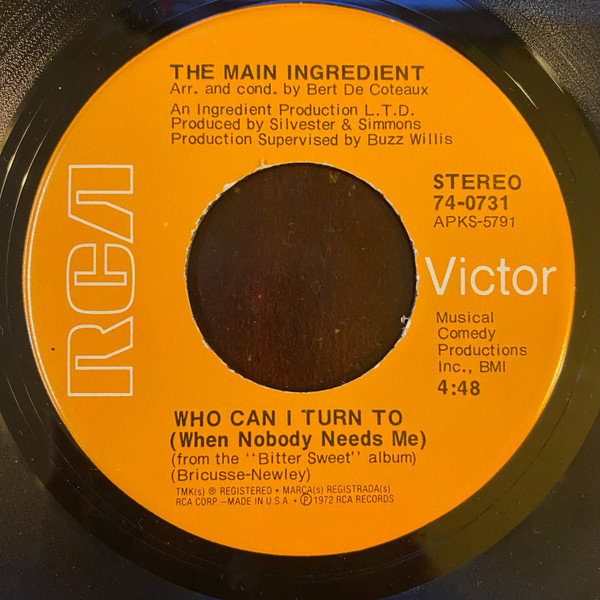 THE MAIN INGREDIENT
Arr. and cond. by Bert De Coteaux
An Ingredient Production L.T.D.
Produced by Silvester & Simmons
Production Supervised by Buzz Willis
RCA
STEREO
74-0731
APKS-5791
Victor
Musical
Comedy
Productions
Inc., BMI
4:48
WHO CAN I TURN TO
(When Nobody Needs Me)
(from the "Bitter Sweet" album)
(Bricusse-Newley)
TMK(s) ® REGISTERED • MARCA(s) REGISTRADA(s)
RCA CORP.—MADE IN U.S.A. • Ⓟ 1972 RCA RECORDS